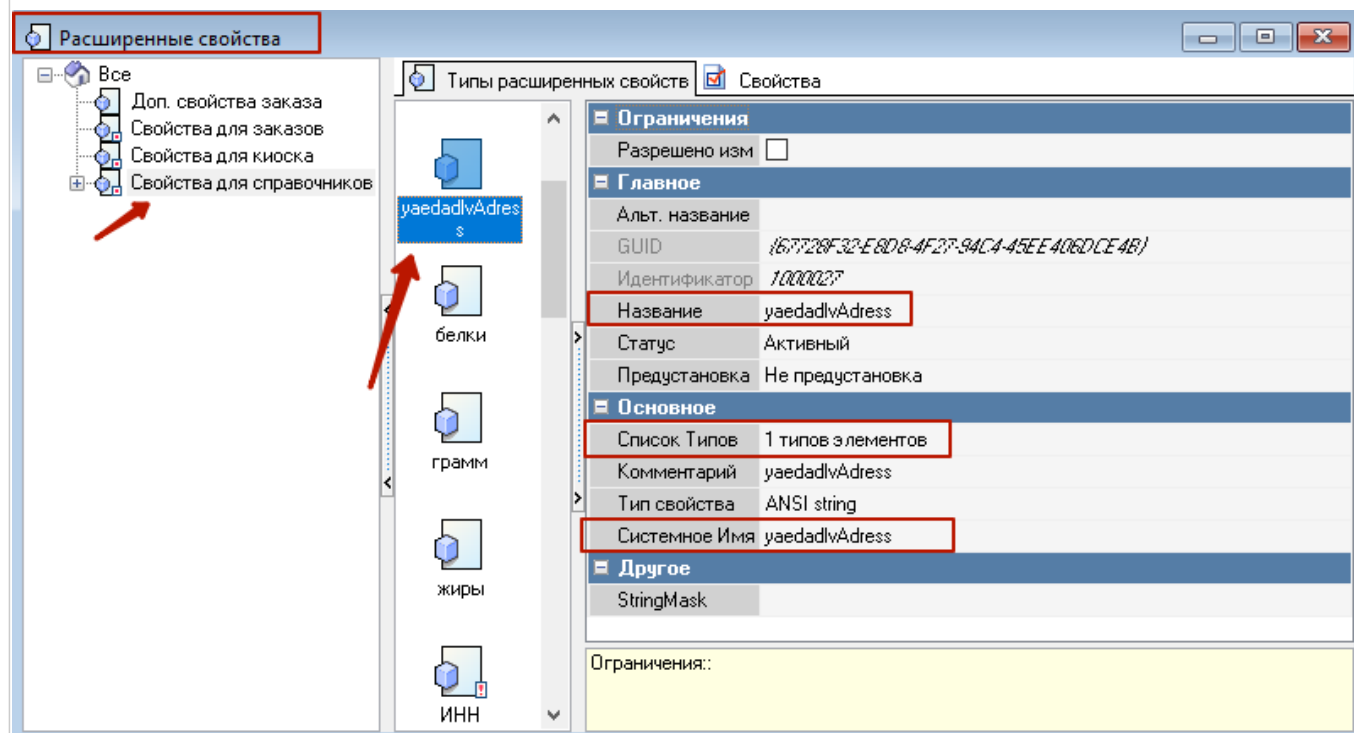 Расширенные свойства
Все
Доп. свойства заказа
Свойства для заказов
Свойства для киоска
Свойства для справочников
Типы расширенных свойств
Свойства
yaedadlvAdres
s
белки
грамм
жиры
ИНН
Ограничения
Разрешено изм
Главное
Альт. название
GUID {67728F32-E8D8-4F27-94C4-45EE406DCE4B}
Идентификатор 1000027
Название yaedadlvAdress
Статус Активный
Предустановка Не предустановка
Основное
Список Типов 1 типов элементов
Комментарий yaedadlvAdress
Тип свойства ANSI string
Системное Имя yaedadlvAdress
Другое
StringMask
Ограничения::